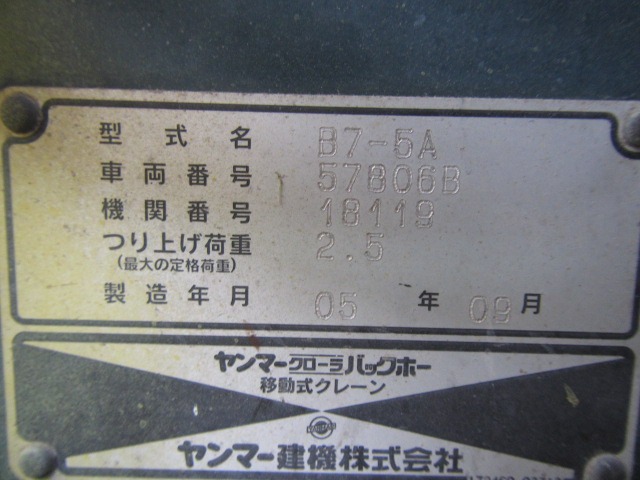 型式名 B7-5A
車両番号 57806B
機関番号 18119
つり上げ荷重 2.5
(最大の定格荷重)
製造年月 05年 09月
ヤンマークローラバックホー
移動式クレーン
ヤンマー建機株式会社